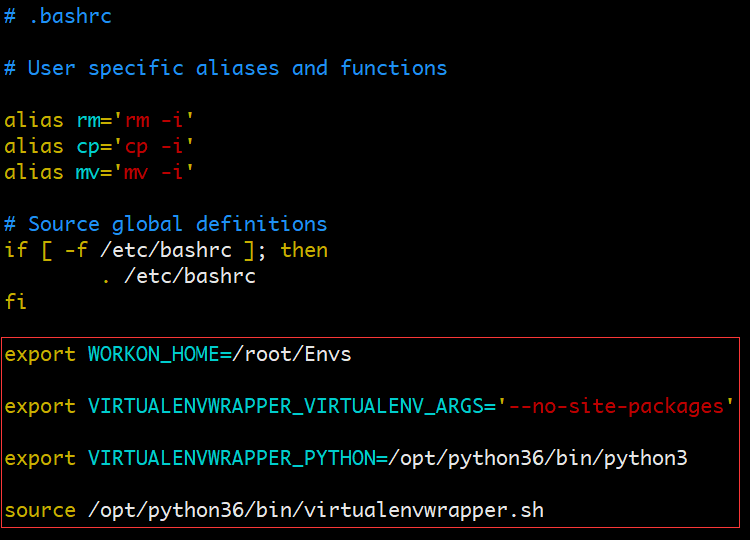 # .bashrc
# User specific aliases and functions
alias rm='rm -i'
alias cp='cp -i'
alias mv='mv -i'
# Source global definitions
if [ -f /etc/bashrc ]; then
        . /etc/bashrc
fi
export WORKON_HOME=/root/Envs
export VIRTUALENVWRAPPER_VIRTUALENV_ARGS='--no-site-packages'
export VIRTUALENVWRAPPER_PYTHON=/opt/python36/bin/python3
source /opt/python36/bin/virtualenvwrapper.sh